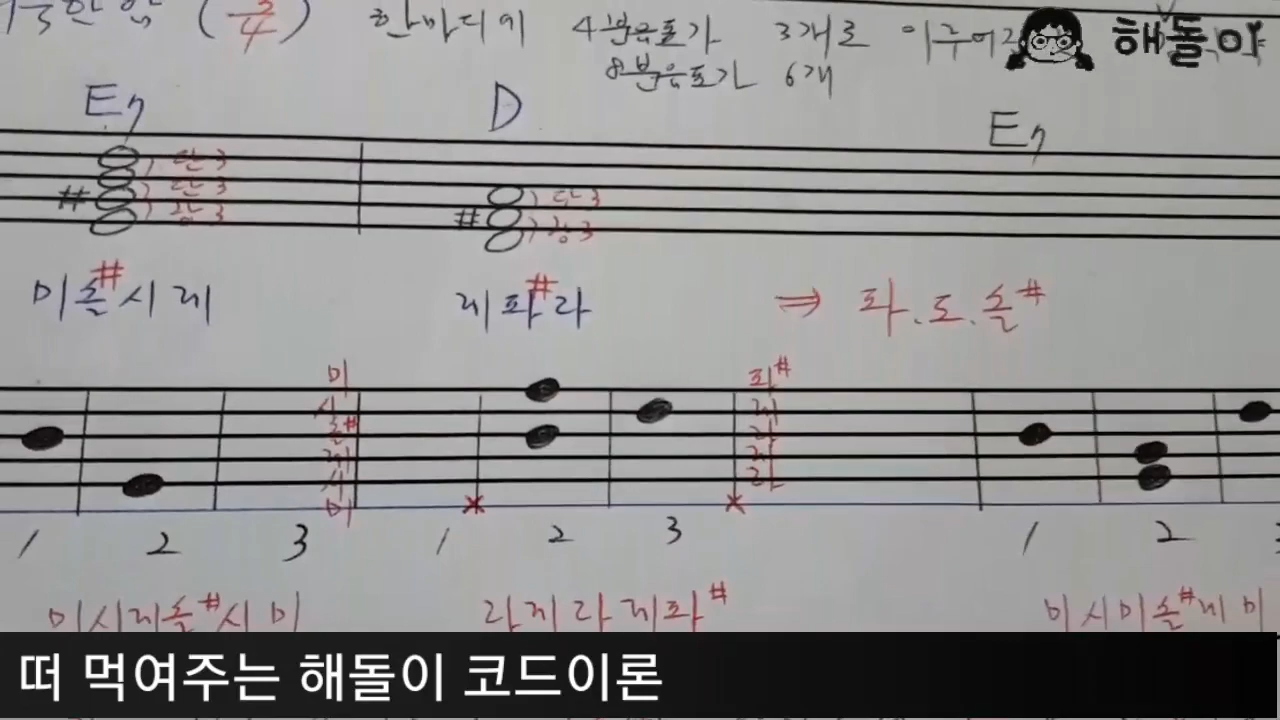 (3/4) 한마디에 4분음표가 3개로 이루어
해돌이
8분음표가 6개
E7 D E7
단3
단3 단3
# 장3 # 장3
미솔#시레 레파#라 ⇒ 파.도.솔#
미 파#
시 레
솔# 라
레 레
시 라
미
1 2 3 1 2 3 1 2
미시레솔#시미 라레라레파# 미시미솔#레미
떠 먹여주는 해돌이 코드이론